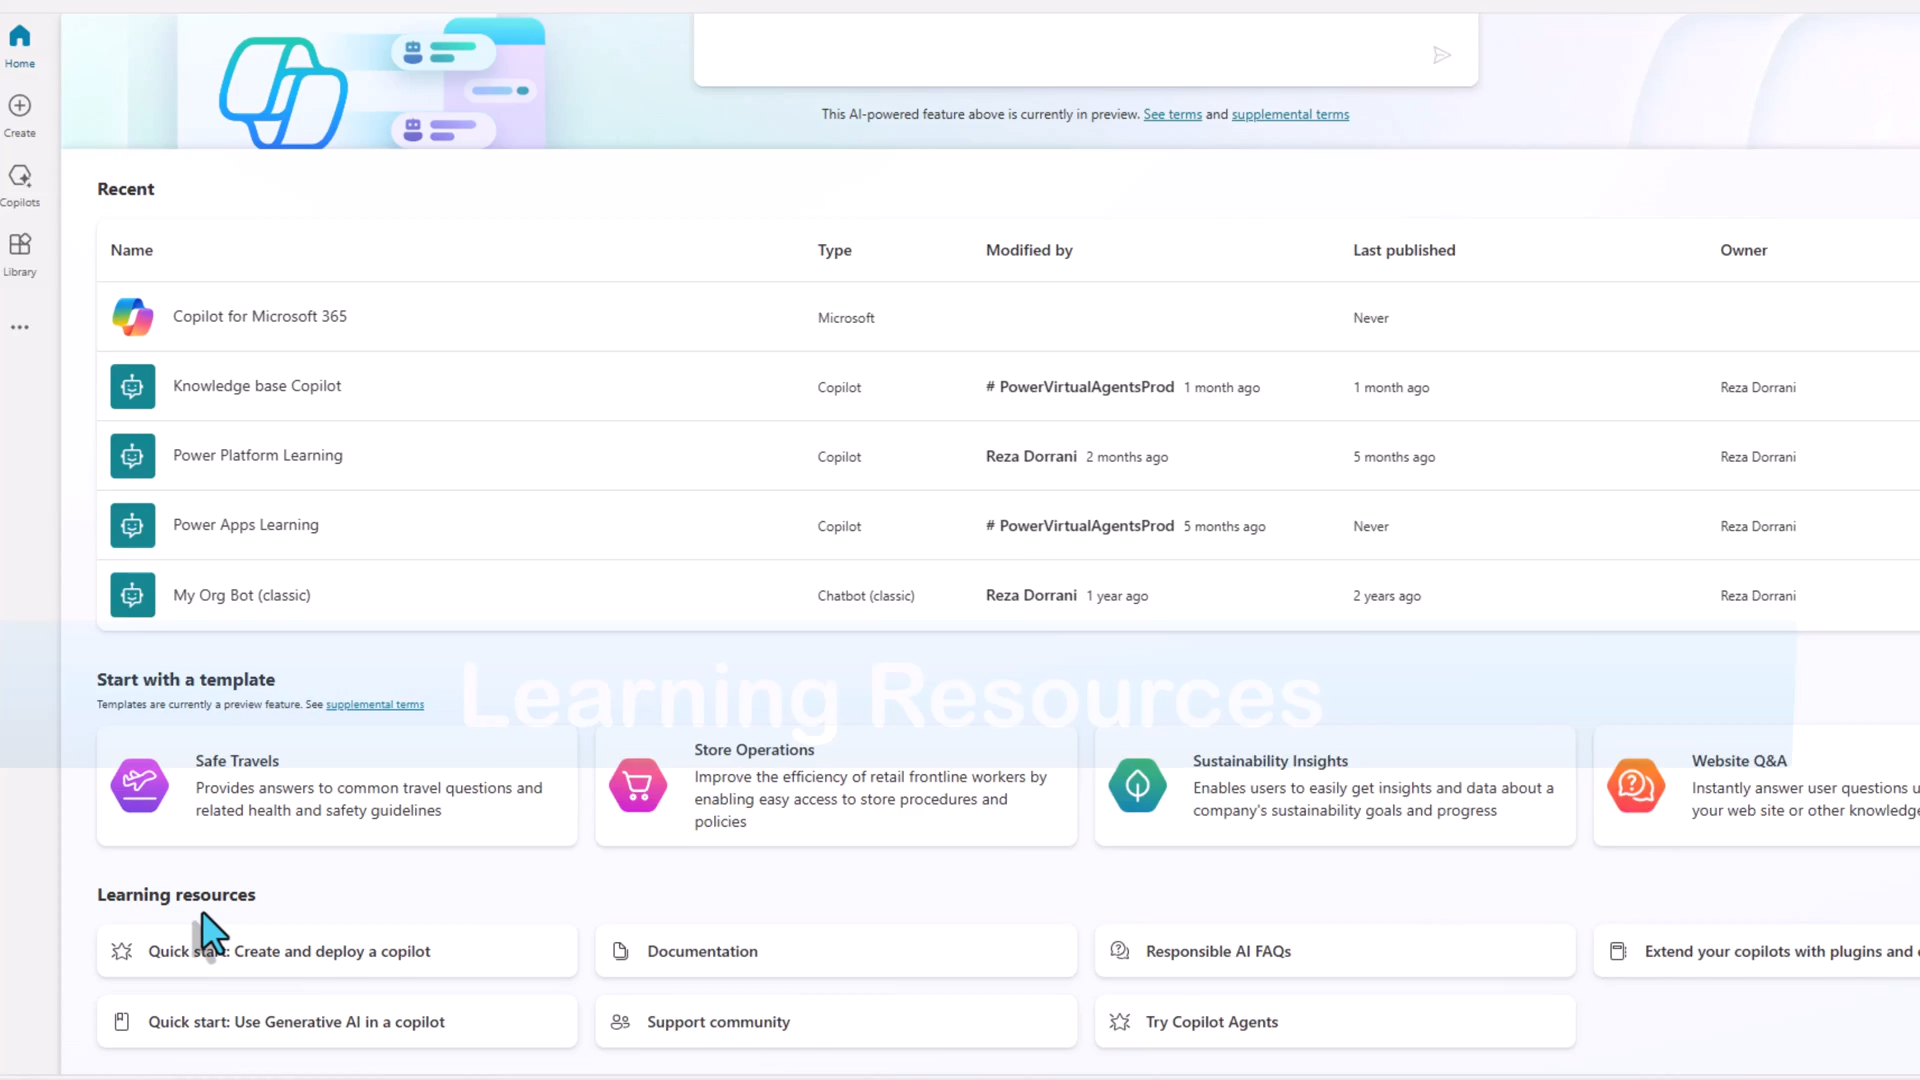 Home
Create
Copilots
Library
This AI-powered feature above is currently in preview. See terms and supplemental terms
Recent
Name Type Modified by Last published Owner
Copilot for Microsoft 365 Microsoft Never
Knowledge base Copilot Copilot # PowerVirtualAgentsProd 1 month ago 1 month ago Reza Dorrani
Power Platform Learning Copilot Reza Dorrani 2 months ago 5 months ago Reza Dorrani
Power Apps Learning Copilot # PowerVirtualAgentsProd 5 months ago Never Reza Dorrani
My Org Bot (classic) Chatbot (classic) Reza Dorrani 1 year ago 2 years ago Reza Dorrani
Start with a template
Templates are currently a preview feature. See supplemental terms
Learning Resources
Safe Travels
Provides answers to common travel questions and
related health and safety guidelines
Store Operations
Improve the efficiency of retail frontline workers by
enabling easy access to store procedures and
policies
Sustainability Insights
Enables users to easily get insights and data about a
company's sustainability goals and progress
Website Q&A
Instantly answer user questions
your web site or other knowledge
Learning resources
Quick start: Create and deploy a copilot
Documentation
Responsible AI FAQs
Extend your copilots with plugins and
Quick start: Use Generative AI in a copilot
Support community
Try Copilot Agents